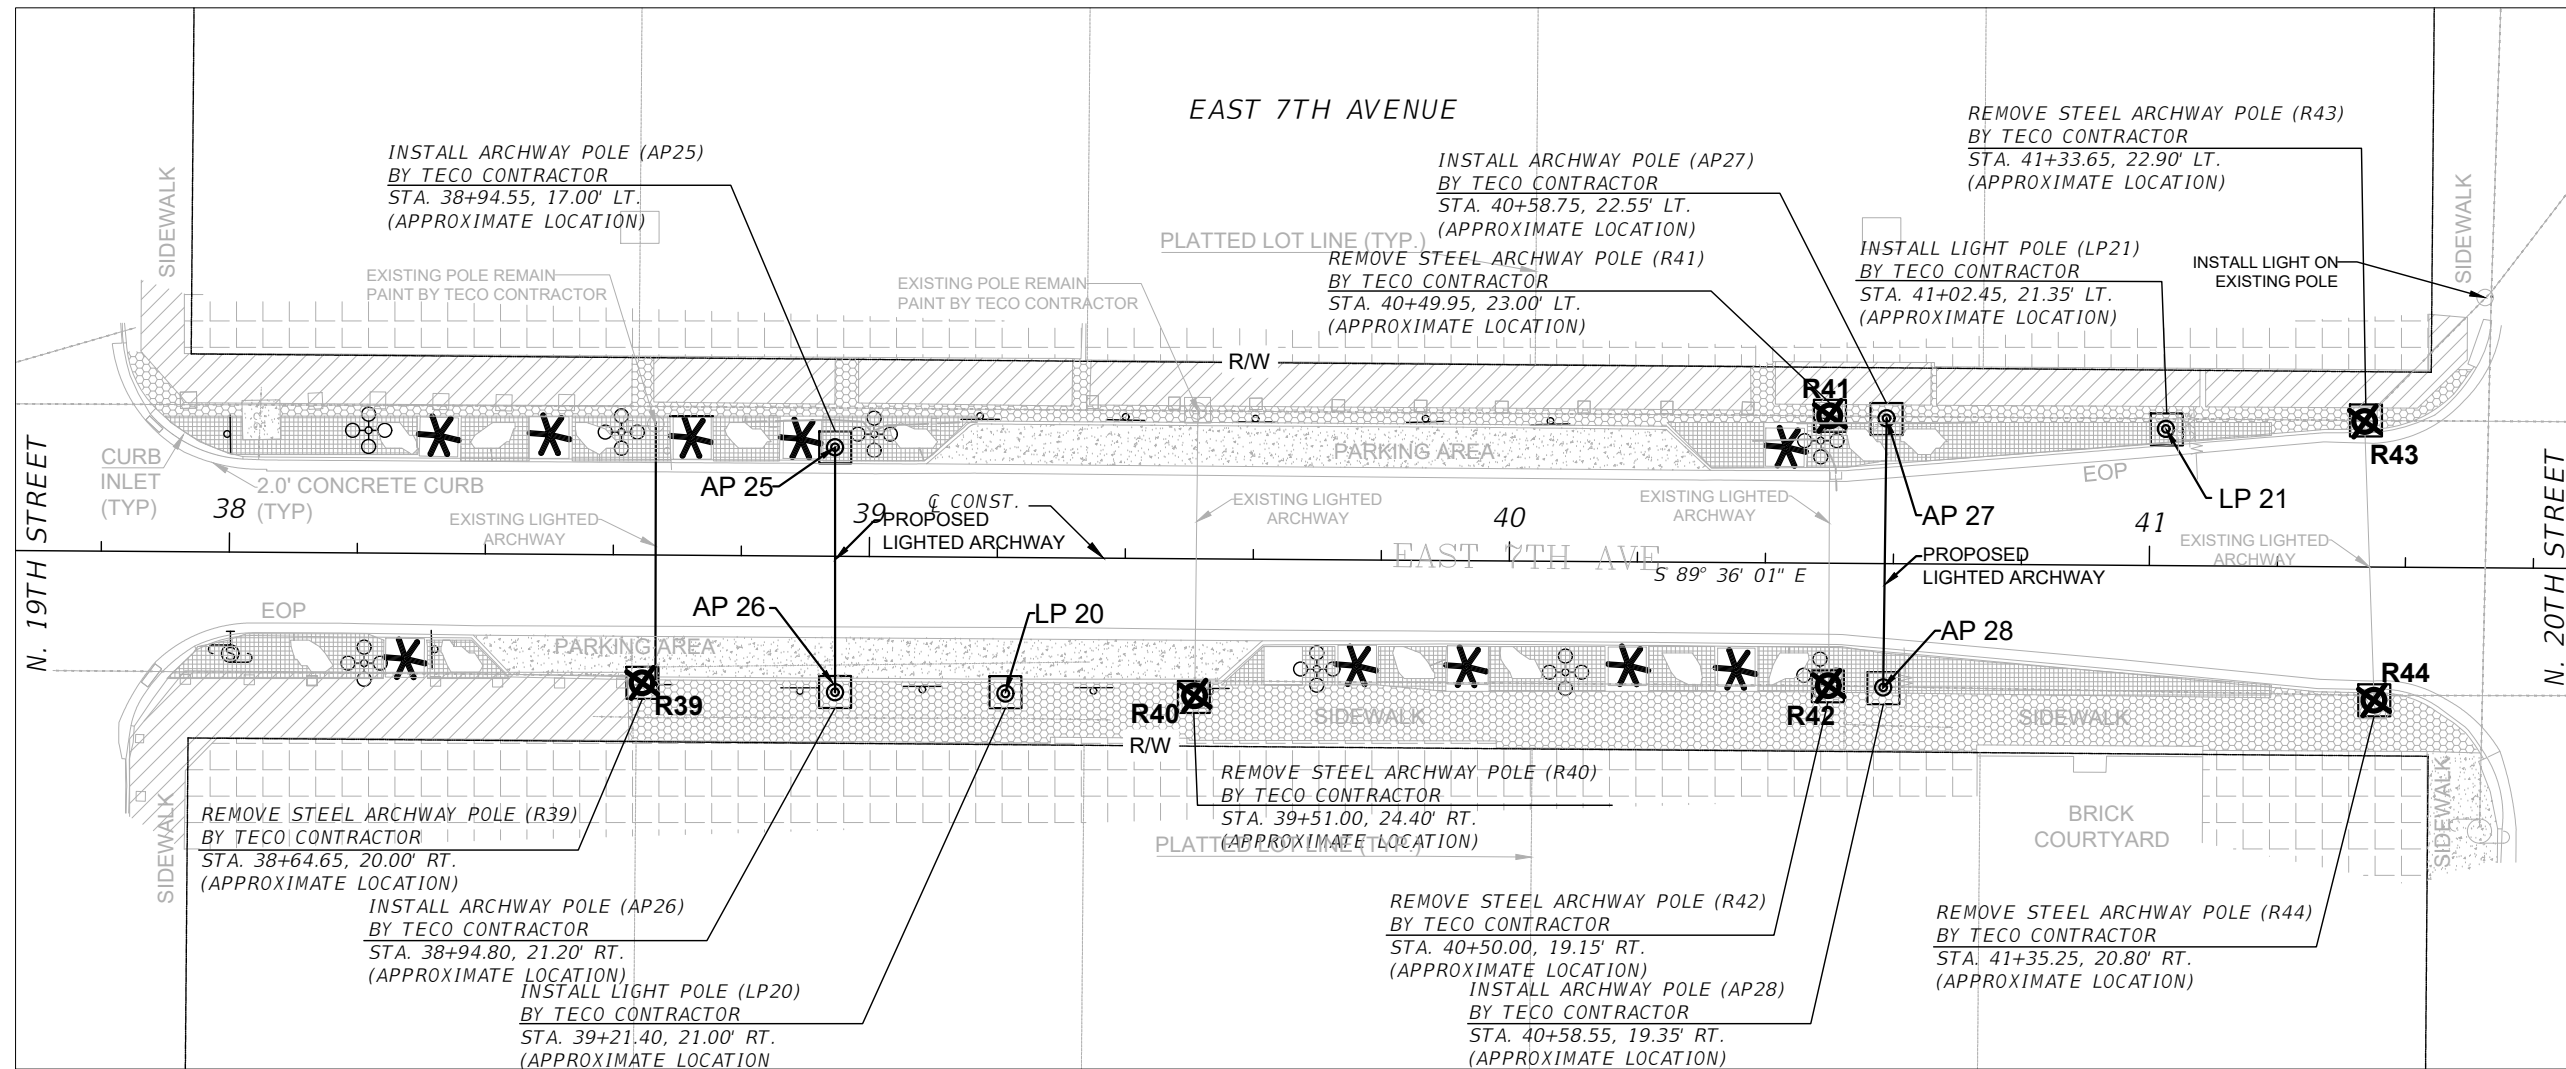 EAST 7TH AVENUE
INSTALL ARCHWAY POLE (AP25)
BY TECO CONTRACTOR
STA. 38+94.55, 17.00' LT.
(APPROXIMATE LOCATION)
INSTALL ARCHWAY POLE (AP27)
BY TECO CONTRACTOR
STA. 40+58.75, 22.55' LT.
(APPROXIMATE LOCATION)
REMOVE STEEL ARCHWAY POLE (R43)
BY TECO CONTRACTOR
STA. 41+33.65, 22.90' LT.
(APPROXIMATE LOCATION)
SIDEWALK
SIDEWALK
PLATTED LOT LINE (TYP.)
REMOVE STEEL ARCHWAY POLE (R41)
BY TECO CONTRACTOR
STA. 40+49.95, 23.00' LT.
(APPROXIMATE LOCATION)
INSTALL LIGHT POLE (LP21)
BY TECO CONTRACTOR
STA. 41+02.45, 21.35' LT.
(APPROXIMATE LOCATION)
INSTALL LIGHT ON
EXISTING POLE
EXISTING POLE REMAIN
PAINT BY TECO CONTRACTOR
EXISTING POLE REMAIN
PAINT BY TECO CONTRACTOR
R/W
R41
R43
PARKING AREA
N. 19TH STREET
CURB
INLET
(TYP)
2.0' CONCRETE CURB
(TYP)
AP 25
EOP
LP 21
N. 20TH STREET
38
39
40
41
EXISTING LIGHTED
ARCHWAY
℄ CONST.
PROPOSED
LIGHTED ARCHWAY
EXISTING LIGHTED
ARCHWAY
EXISTING LIGHTED
ARCHWAY
AP 27
EXISTING LIGHTED
ARCHWAY
EAST 7TH AVE
S 89° 36' 01" E
PROPOSED
LIGHTED ARCHWAY
EOP
AP 26
LP 20
AP 28
PARKING AREA
R39
R40
R42
R44
SIDEWALK
SIDEWALK
R/W
SIDEWALK
SIDEWALK
REMOVE STEEL ARCHWAY POLE (R40)
BY TECO CONTRACTOR
STA. 39+51.00, 24.40' RT.
(APPROXIMATE LOCATION)
PLATTED LOT LINE (TYP.)
BRICK
COURTYARD
REMOVE STEEL ARCHWAY POLE (R39)
BY TECO CONTRACTOR
STA. 38+64.65, 20.00' RT.
(APPROXIMATE LOCATION)
INSTALL ARCHWAY POLE (AP26)
BY TECO CONTRACTOR
STA. 38+94.80, 21.20' RT.
(APPROXIMATE LOCATION)
INSTALL LIGHT POLE (LP20)
BY TECO CONTRACTOR
STA. 39+21.40, 21.00' RT.
(APPROXIMATE LOCATION
REMOVE STEEL ARCHWAY POLE (R42)
BY TECO CONTRACTOR
STA. 40+50.00, 19.15' RT.
(APPROXIMATE LOCATION)
INSTALL ARCHWAY POLE (AP28)
BY TECO CONTRACTOR
STA. 40+58.55, 19.35' RT.
(APPROXIMATE LOCATION)
REMOVE STEEL ARCHWAY POLE (R44)
BY TECO CONTRACTOR
STA. 41+35.25, 20.80' RT.
(APPROXIMATE LOCATION)